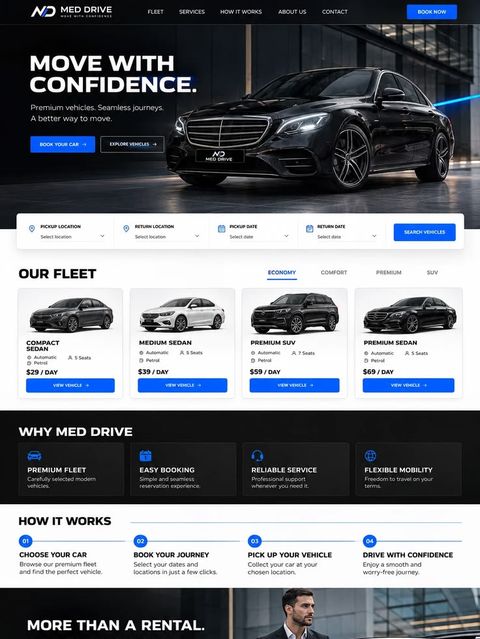 MED DRIVE
MOVE WITH CONFIDENCE
FLEET
SERVICES
HOW IT WORKS
ABOUT US
CONTACT
BOOK NOW
MOVE WITH
CONFIDENCE.
Premium vehicles. Seamless journeys.
A better way to move.
BOOK YOUR CAR →
EXPLORE VEHICLES →
MED DRIVE
PICKUP LOCATION
Select location
RETURN LOCATION
Select location
PICKUP DATE
Select date
RETURN DATE
Select date
SEARCH VEHICLES
OUR FLEET
ECONOMY
COMFORT
PREMIUM
SUV
COMPACT
SEDAN
Automatic
5 Seats
Petrol
$29 / DAY
VIEW VEHICLE →
MEDIUM SEDAN
Automatic
5 Seats
Petrol
$39 / DAY
VIEW VEHICLE →
PREMIUM SUV
Automatic
7 Seats
Petrol
$59 / DAY
VIEW VEHICLE →
PREMIUM SEDAN
Automatic
5 Seats
Petrol
$69 / DAY
VIEW VEHICLE →
WHY MED DRIVE
PREMIUM FLEET
Carefully selected modern
vehicles.
EASY BOOKING
Simple and seamless
reservation experience.
RELIABLE SERVICE
Professional support
whenever you need it.
FLEXIBLE MOBILITY
Freedom to travel on your
terms.
HOW IT WORKS
01
CHOOSE YOUR CAR
Browse our premium fleet
and find the perfect vehicle.
02
BOOK YOUR JOURNEY
Select your dates and
locations in just a few clicks.
03
PICK UP YOUR VEHICLE
Collect your car at your
chosen location.
04
DRIVE WITH CONFIDENCE
Enjoy a smooth and
worry-free journey.
MORE THAN A RENTAL.